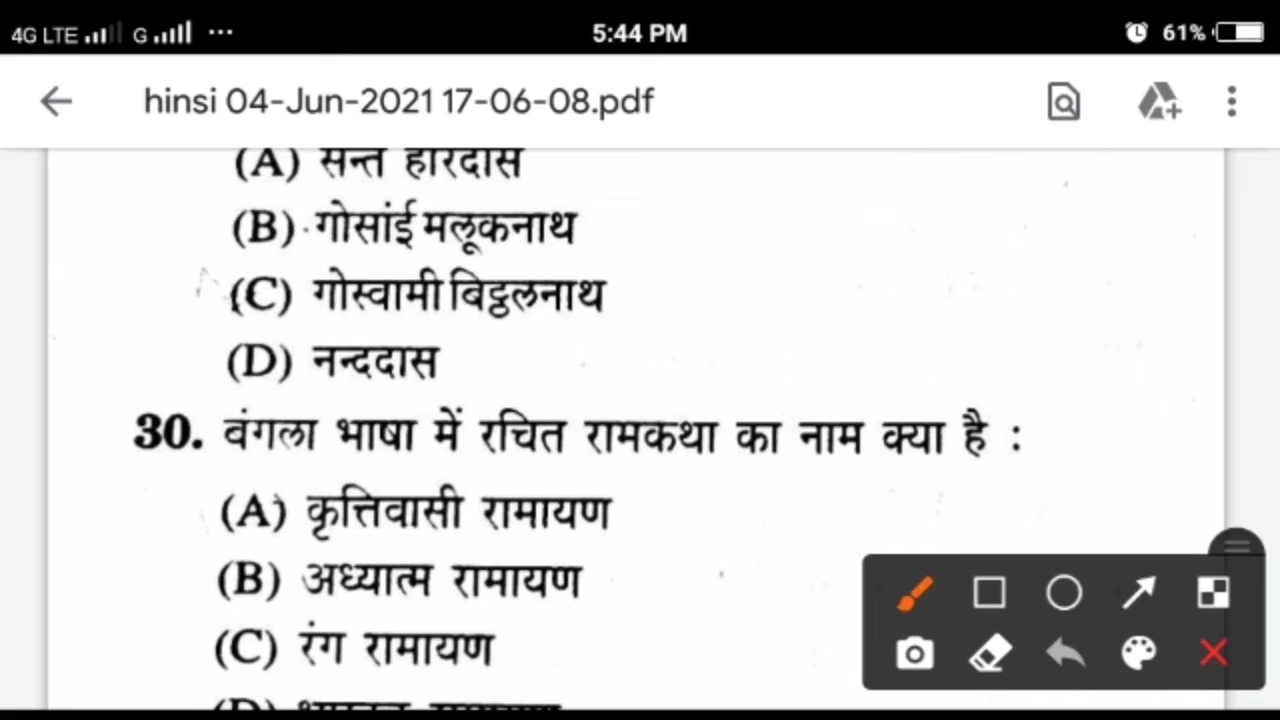 4G LTE G ...
5:44 PM
61%
hinsi 04-Jun-2021 17-06-08.pdf
(A) सन्त हरिदास
(B) गोसांई मलूकनाथ
(C) गोस्वामी बिट्ठलनाथ
(D) नन्ददास
30. वंगला भाषा में रचित रामकथा का नाम क्या है :
(A) कृत्तिवासी रामायण
(B) अध्यात्म रामायण
(C) रंग रामायण
(D)